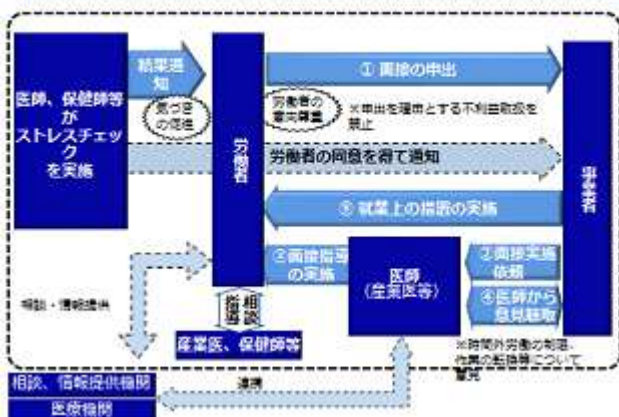 医師、保健師等
が
ストレスチェッ
ク
を実施
結果通
知
気づき
の促進
労働者
① 面接の申出
労働者の
意向尊重
※申出を理由とする不利益取扱を
禁止
労働者の同意を得て通知
事業者
⑤ 就業上の措置の実施
③面接指導
の実施
医師
(産業医等)
②面接実施
依頼
④医師から
意見聴取
※時間外労働の制限、
作業の転換等について
意見
相談・情報提供
相談
指導
産業医、保健師等
相談、情報提供機関
医療機関
連携